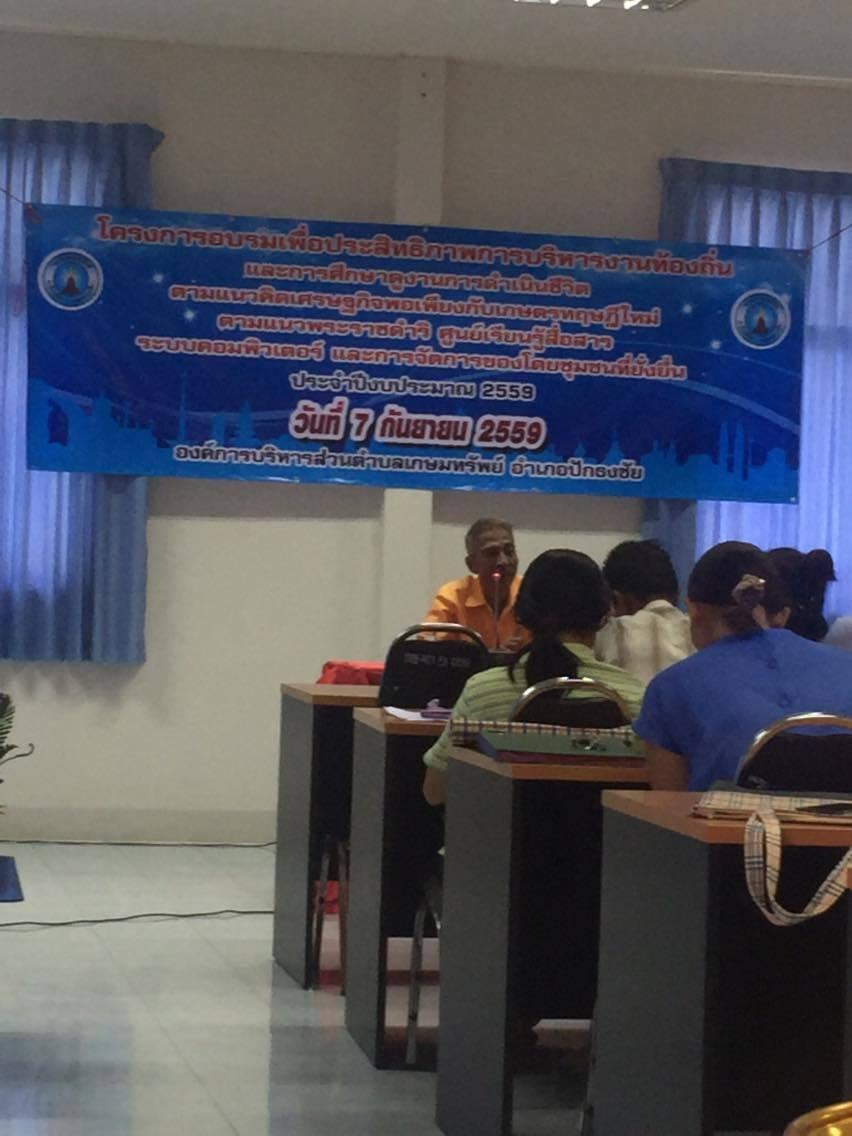 โครงการอบรมเพื่อประสิทธิภาพการบริหารงานท้องถิ่น
และการศึกษาดูงานการดำเนินชีวิต
ตามแนวคิดเศรษฐกิจพอเพียงกับเกษตรทฤษฎีใหม่
ตามแนวพระราชดำริ ศูนย์เรียนรู้สื่อสาร
ระบบคอมพิวเตอร์ และการจัดการของโดยชุมชนที่ยั่งยืน
ประจำปีงบประมาณ 2559
วันที่ 7 กันยายน 2559
องค์การบริหารส่วนตำบลเกษมทรัพย์ อำเภอปักธงชัย